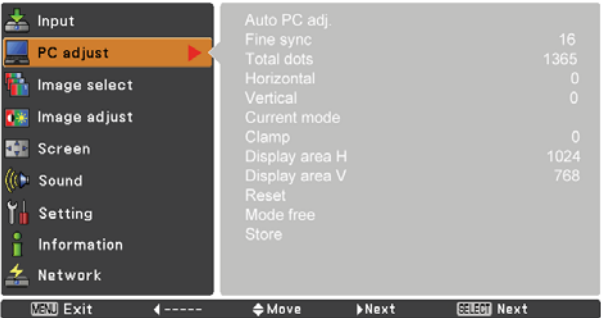 Input
PC adjust
Image select
Image adjust
Screen
Sound
Setting
Information
Network
Auto PC adj.
Fine sync 16
Total dots 1365
Horizontal 0
Vertical 0
Current mode
Clamp 0
Display area H 1024
Display area V 768
Reset
Mode free
Store
MENU Exit ----- Move Next SELECT Next